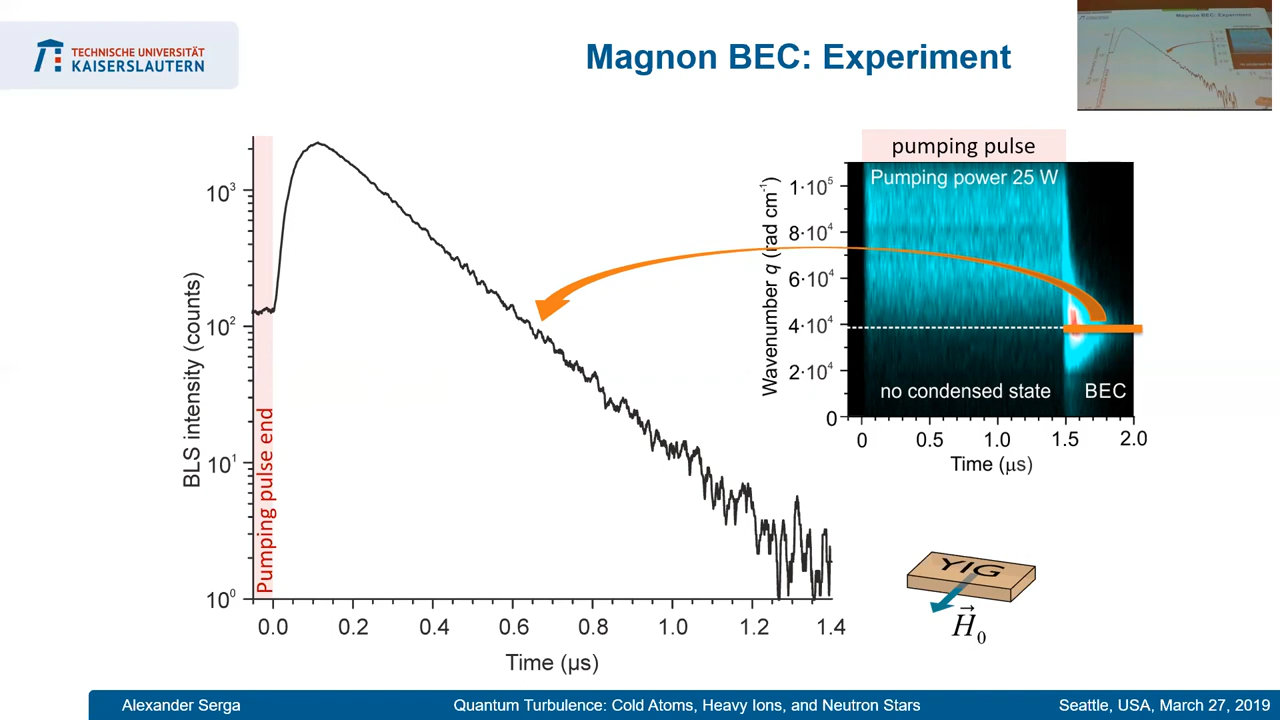 TECHNISCHE UNIVERSITÄT
KAISERSLAUTERN
Magnon BEC: Experiment
Magnon BEC: Experiment
BLS intensity (counts)
10³
10²
10¹
10⁰
Pumping pulse end
0.0 0.2 0.4 0.6 0.8 1.0 1.2 1.4
Time (µs)
pumping pulse
Pumping power 25 W
Wavenumber q (rad cm⁻¹)
1·10⁵
8·10⁴
6·10⁴
4·10⁴
2·10⁴
0
no condensed state BEC
0 0.5 1.0 1.5 2.0
Time (µs)
YIG
H⃗₀
Alexander Serga Quantum Turbulence: Cold Atoms, Heavy Ions, and Neutron Stars Seattle, USA, March 27, 2019